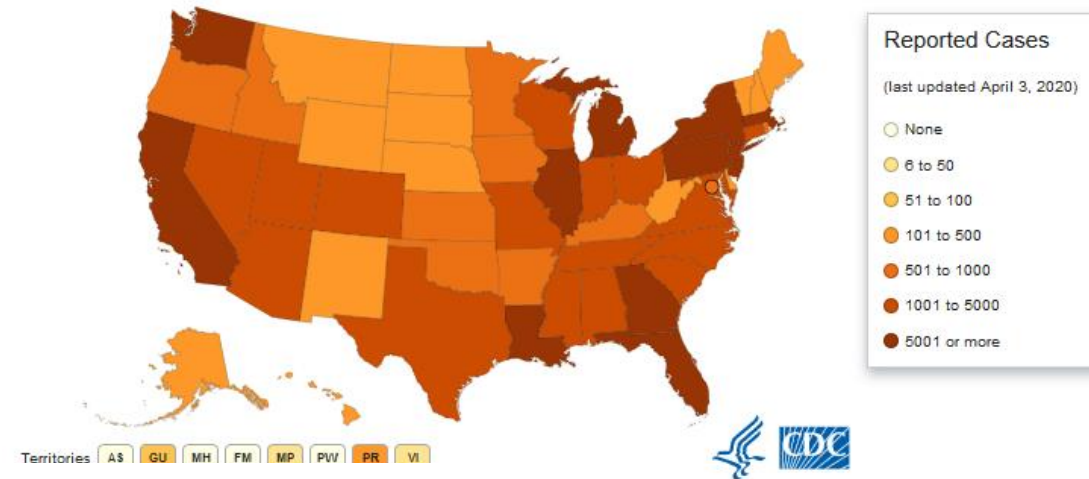 Reported Cases
(last updated April 3, 2020)
None
6 to 50
51 to 100
101 to 500
501 to 1000
1001 to 5000
5001 or more
Territories AS GU MH FM MP PW PR VI
CDC